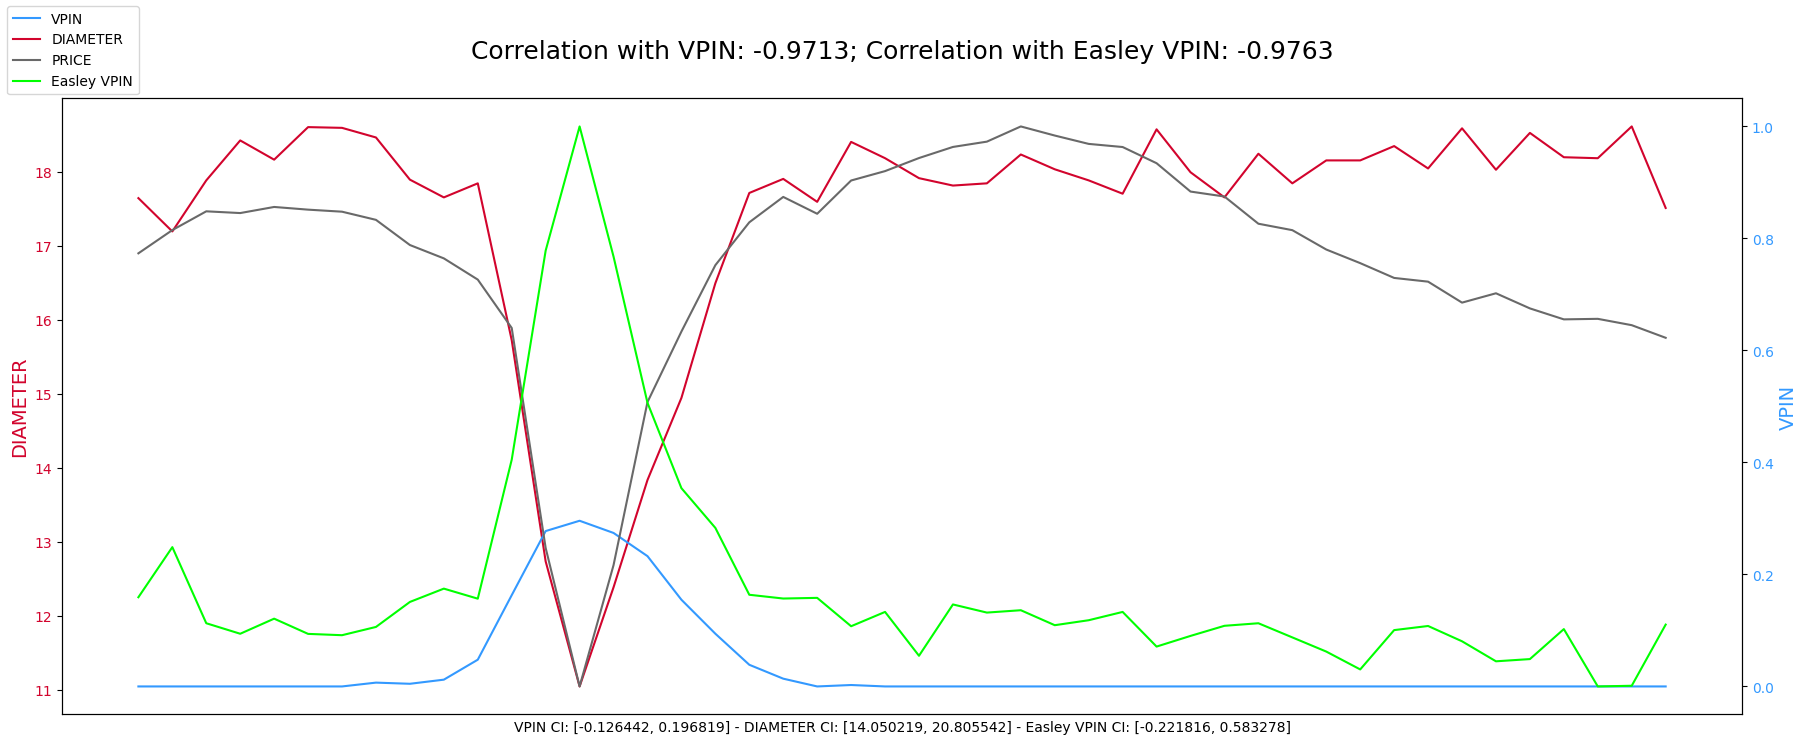 VPIN
DIAMETER
PRICE
Easley VPIN
Correlation with VPIN: -0.9713; Correlation with Easley VPIN: -0.9763
DIAMETER
18
17
16
15
14
13
12
11
1.0
0.8
0.6
0.4
0.2
0.0
VPIN
VPIN CI: [-0.126442, 0.196819] - DIAMETER CI: [14.050219, 20.805542] - Easley VPIN CI: [-0.221816, 0.583278]